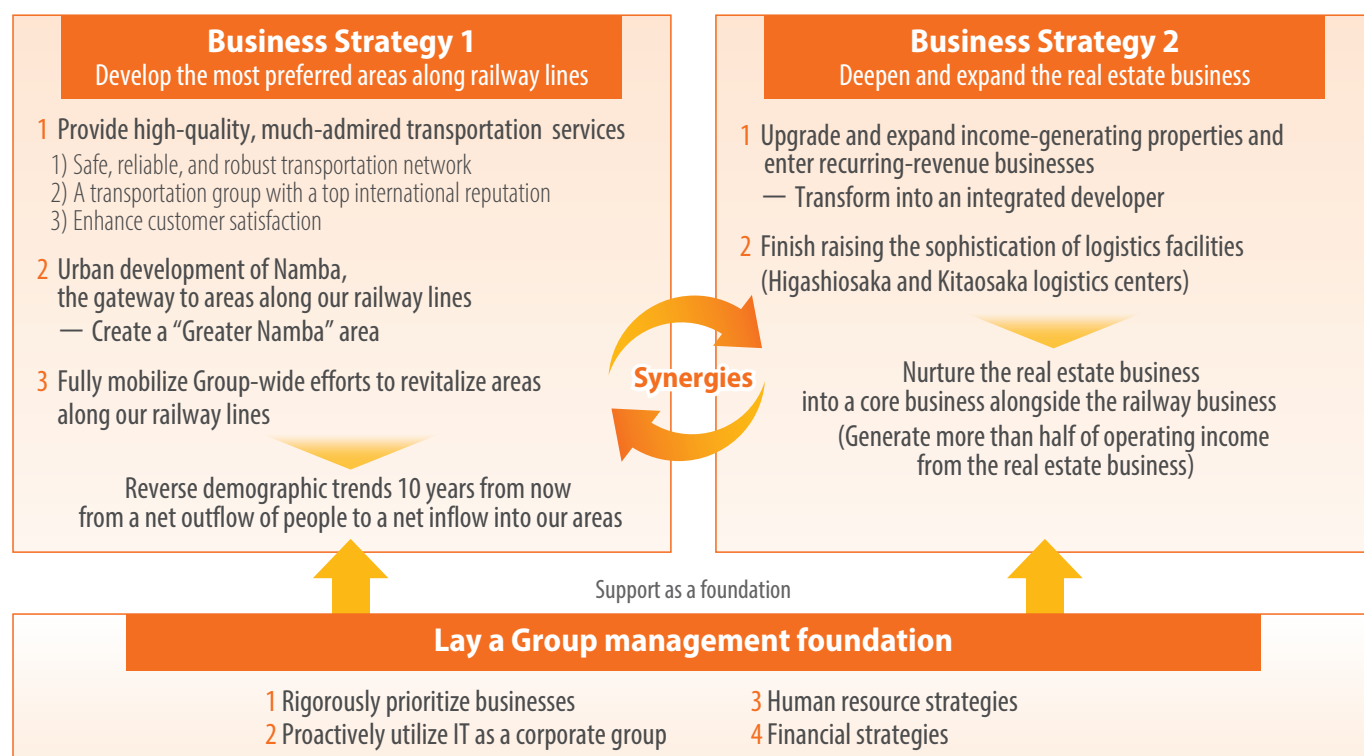 Business Strategy 1
Develop the most preferred areas along railway lines
1 Provide high-quality, much-admired transportation services
1) Safe, reliable, and robust transportation network
2) A transportation group with a top international reputation
3) Enhance customer satisfaction
2 Urban development of Namba,
the gateway to areas along our railway lines
— Create a “Greater Namba” area
3 Fully mobilize Group-wide efforts to revitalize areas
along our railway lines
Reverse demographic trends 10 years from now
from a net outflow of people to a net inflow into our areas
Synergies
Business Strategy 2
Deepen and expand the real estate business
1 Upgrade and expand income-generating properties and
enter recurring-revenue businesses
— Transform into an integrated developer
2 Finish raising the sophistication of logistics facilities
(Higashiosaka and Kitaosaka logistics centers)
Nurture the real estate business
into a core business alongside the railway business
(Generate more than half of operating income
from the real estate business)
Support as a foundation
Lay a Group management foundation
1 Rigorously prioritize businesses
2 Proactively utilize IT as a corporate group
3 Human resource strategies
4 Financial strategies